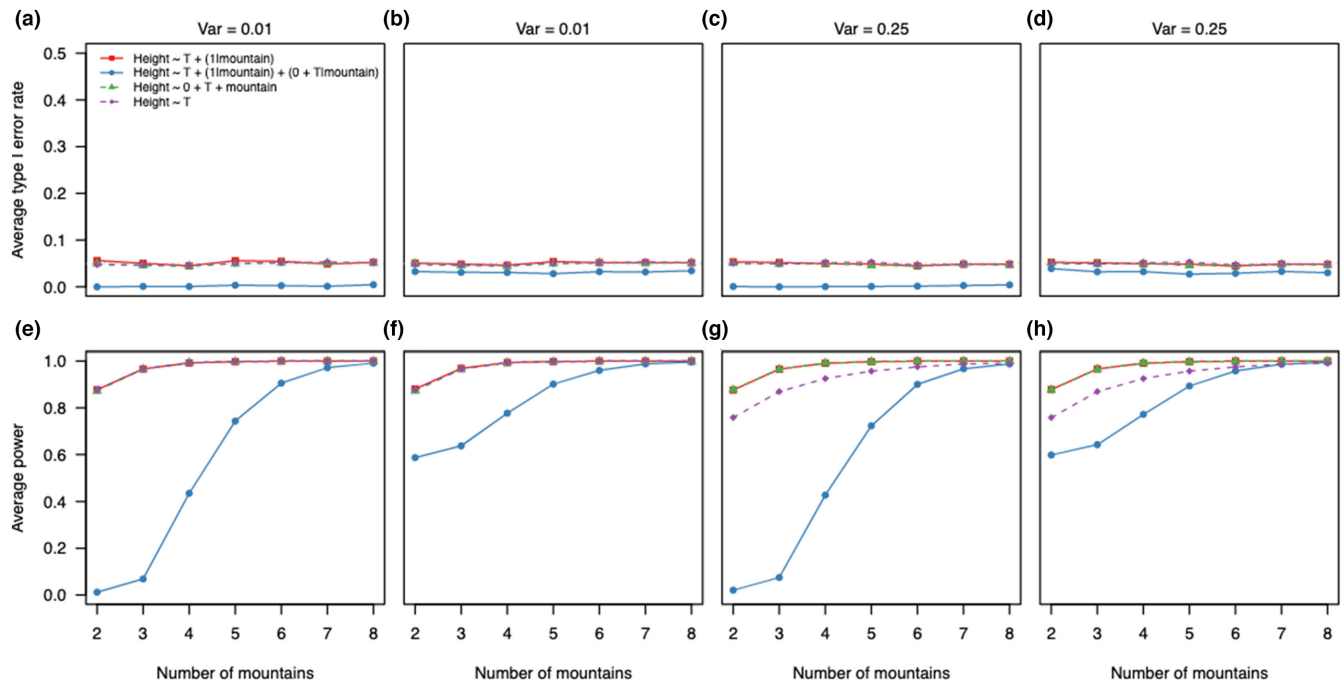 (a) (b) (c) (d)
Var = 0.01 Var = 0.01 Var = 0.25 Var = 0.25
Average type I error rate
0.5
0.4
0.3
0.2
0.1
0.0
Height ~ T + (1|mountain)
Height ~ T + (1|mountain) + (0 + T|mountain)
Height ~ 0 + T + mountain
Height ~ T
(e) (f) (g) (h)
Average power
1.0
0.8
0.6
0.4
0.2
0.0
2 3 4 5 6 7 8 2 3 4 5 6 7 8 2 3 4 5 6 7 8 2 3 4 5 6 7 8
Number of mountains Number of mountains Number of mountains Number of mountains